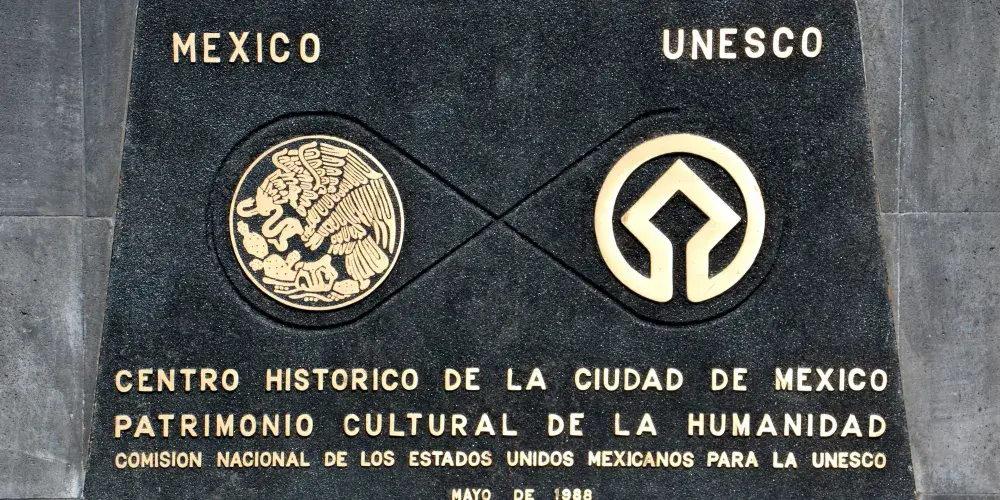 MEXICO UNESCO
CENTRO HISTORICO DE LA CIUDAD DE MEXICO
PATRIMONIO CULTURAL DE LA HUMANIDAD
COMISION NACIONAL DE LOS ESTADOS UNIDOS MEXICANOS PARA LA UNESCO
MAYO DE 1988